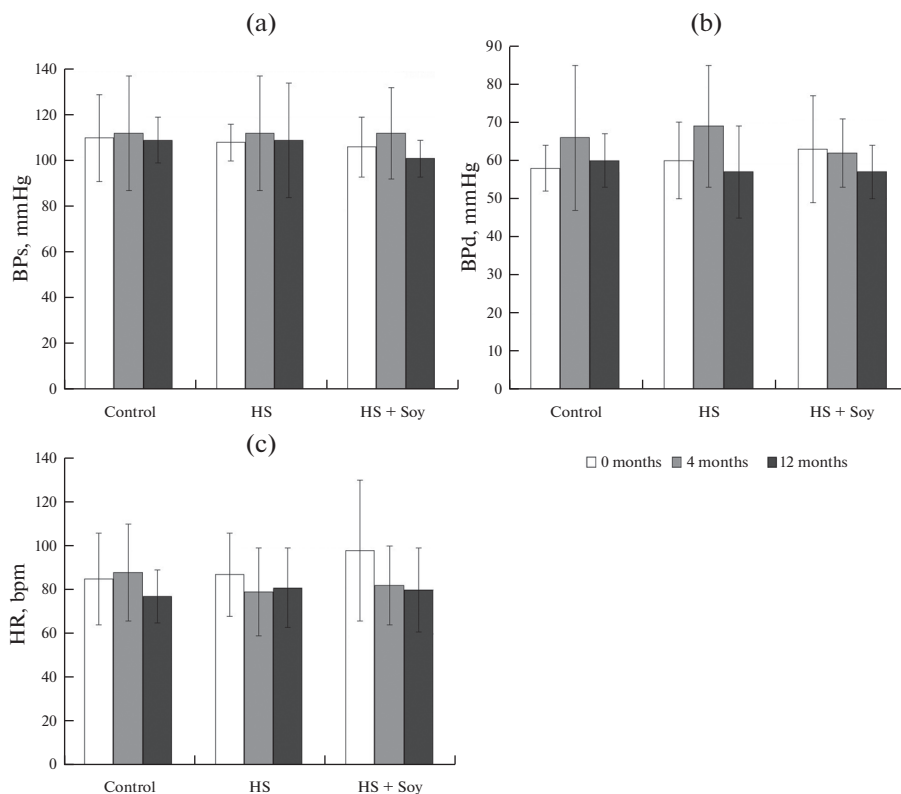 (a)
BPs, mmHg
140
120
100
80
60
40
20
0
Control HS HS + Soy
(b)
BPd, mmHg
90
80
70
60
50
40
30
20
10
0
Control HS HS + Soy
0 months 4 months 12 months
(c)
HR, bpm
140
120
100
80
60
40
20
0
Control HS HS + Soy